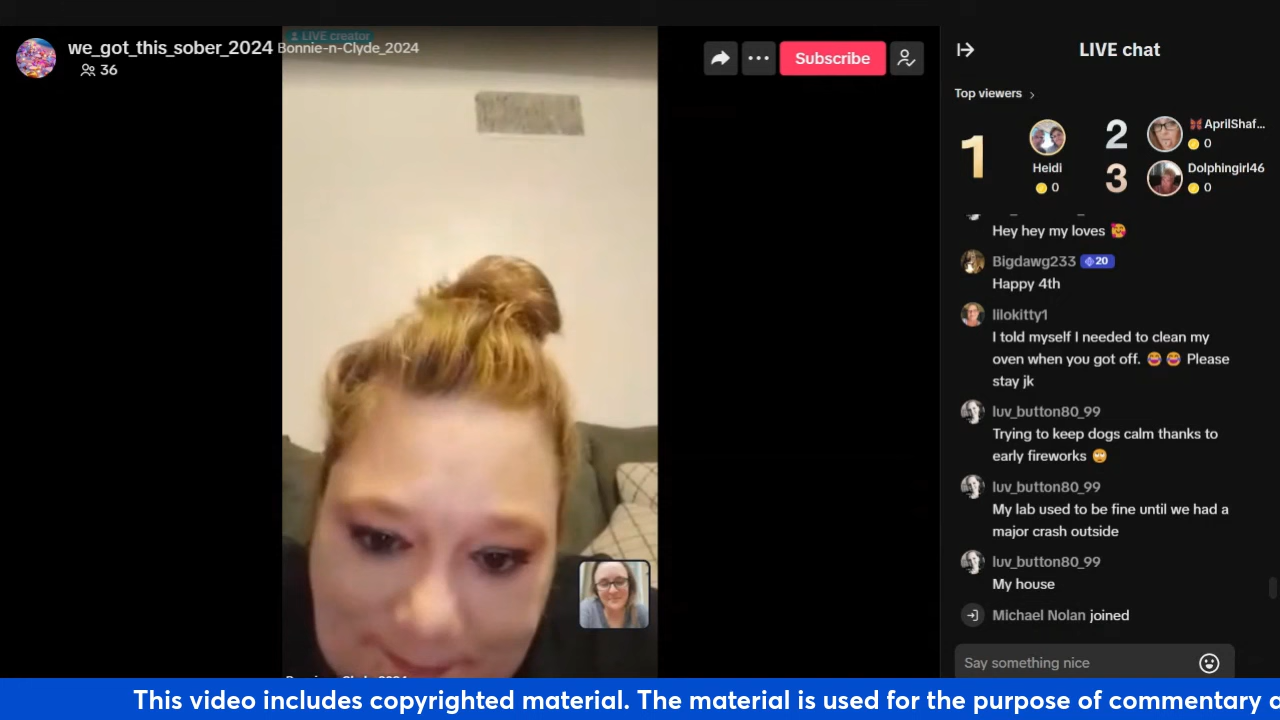 LIVE creator
we_got_this_sober_2024
Bonnie-n-Clyde_2024
36
Subscribe
LIVE chat
Top viewers
1
Heidi
0
2
AprilShaf...
0
3
Dolphingirl46
0
Hey hey my loves 🥰
Bigdawg233 20
Happy 4th
lilokitty1
I told myself I needed to clean my
oven when you got off. 😂 😂 Please
stay jk
luv_button80_99
Trying to keep dogs calm thanks to
early fireworks 🙄
luv_button80_99
My lab used to be fine until we had a
major crash outside
luv_button80_99
My house
Michael Nolan joined
Say something nice
This video includes copyrighted material. The material is used for the purpose of commentary